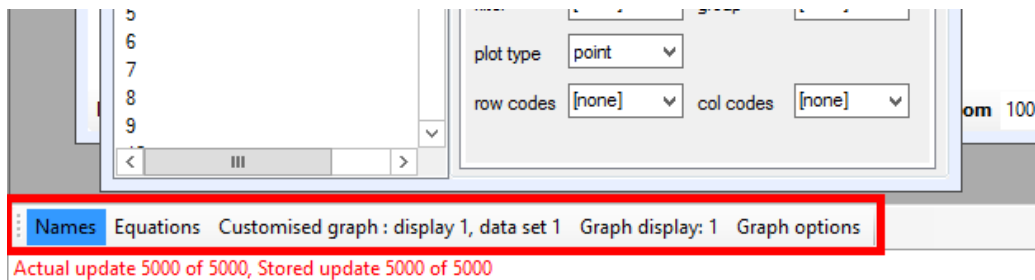 5
6
7
8
9
plot type point
row codes [none] col codes [none]
om 100
Names Equations Customised graph : display 1, data set 1 Graph display: 1 Graph options
Actual update 5000 of 5000, Stored update 5000 of 5000